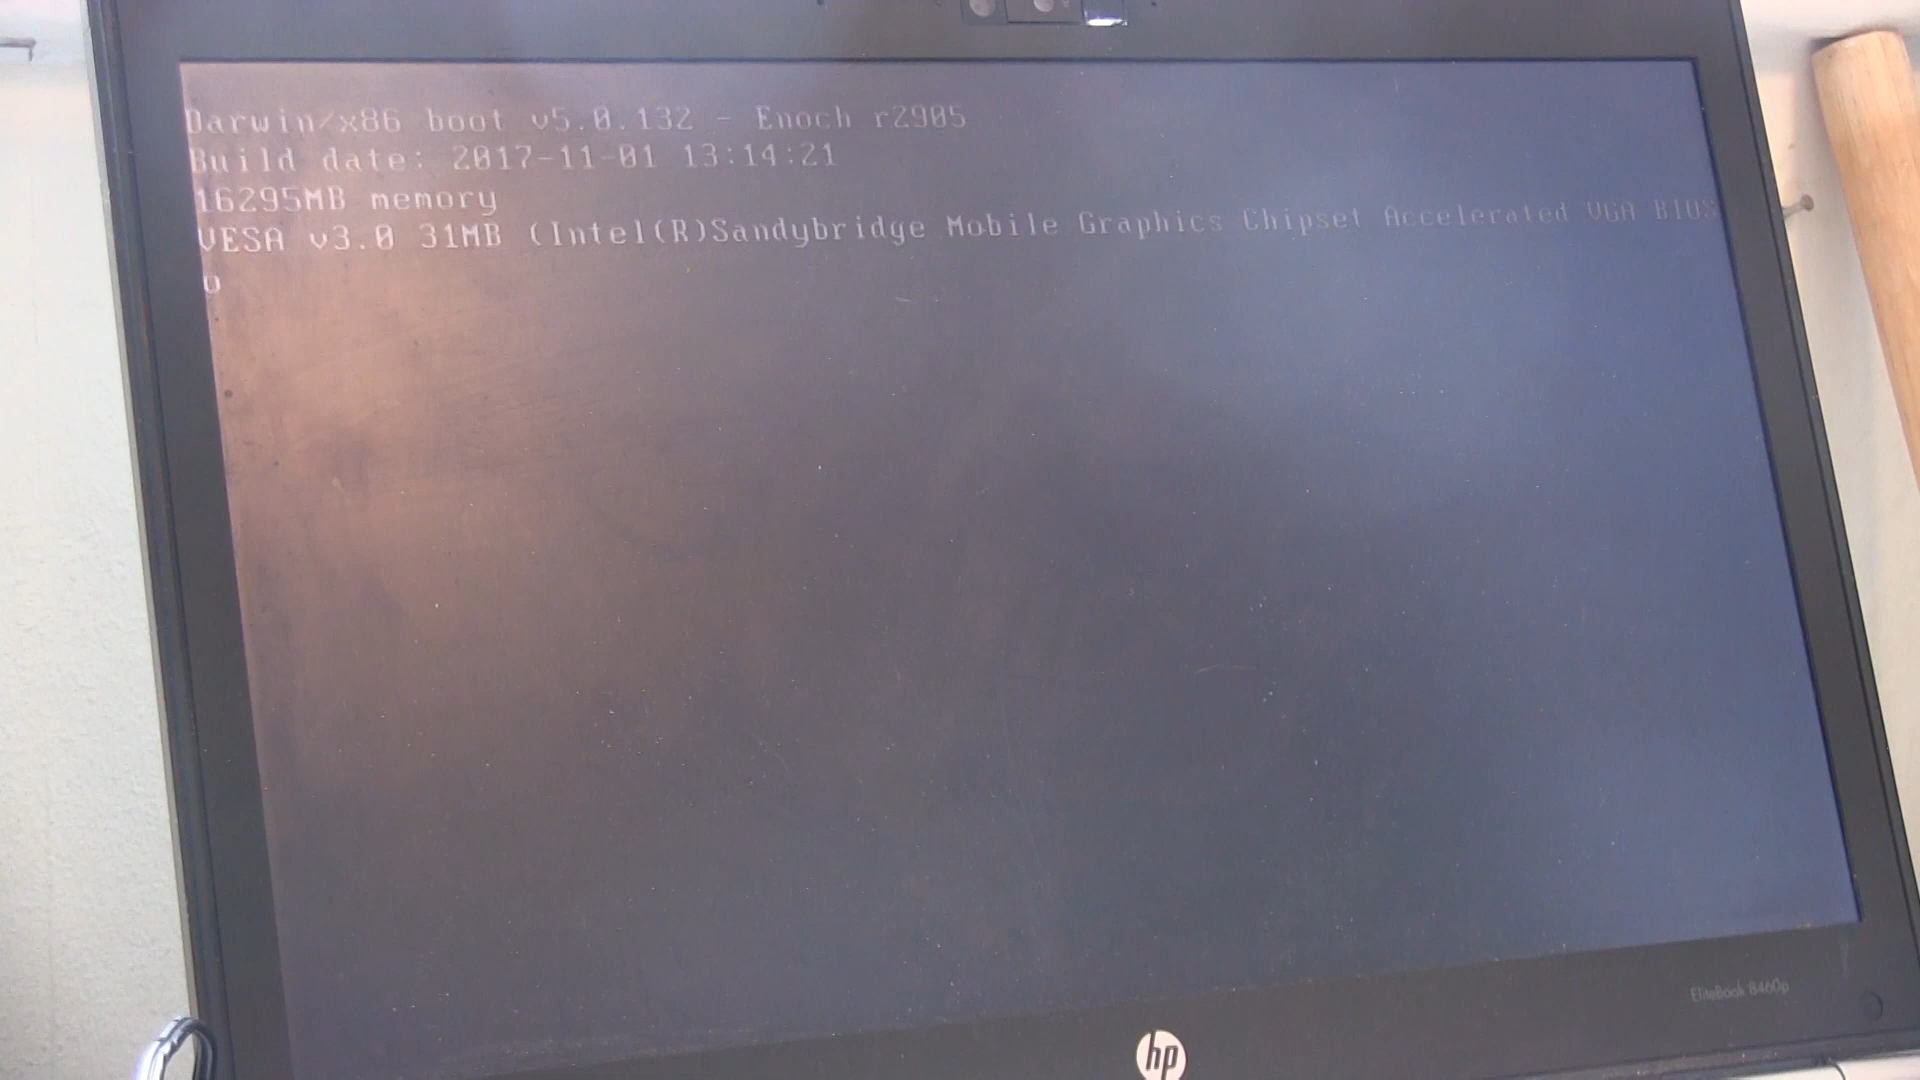 Darwin/x86 boot v5.0.132 - Enoch r2905
Build date: 2017-11-01 13:14:21
16295MB memory
VESA v3.0 31MB (Intel(R)Sandybridge Mobile Graphics Chipset Accelerated VGA BIOS
EliteBook 8460p
hp